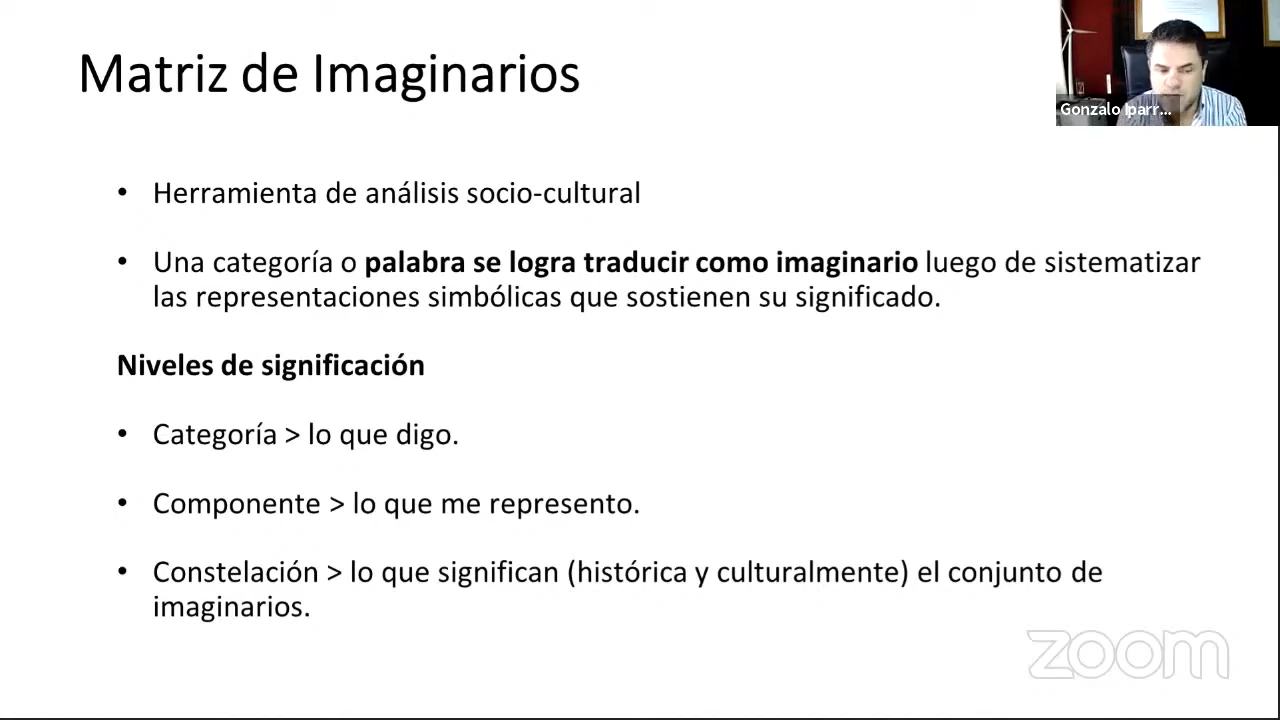 Matriz de Imaginarios
Gonzalo Iparr...
• Herramienta de análisis socio-cultural
• Una categoría o palabra se logra traducir como imaginario luego de sistematizar
las representaciones simbólicas que sostienen su significado.
Niveles de significación
• Categoría > lo que digo.
• Componente > lo que me represento.
• Constelación > lo que significan (histórica y culturalmente) el conjunto de
imaginarios.
zoom